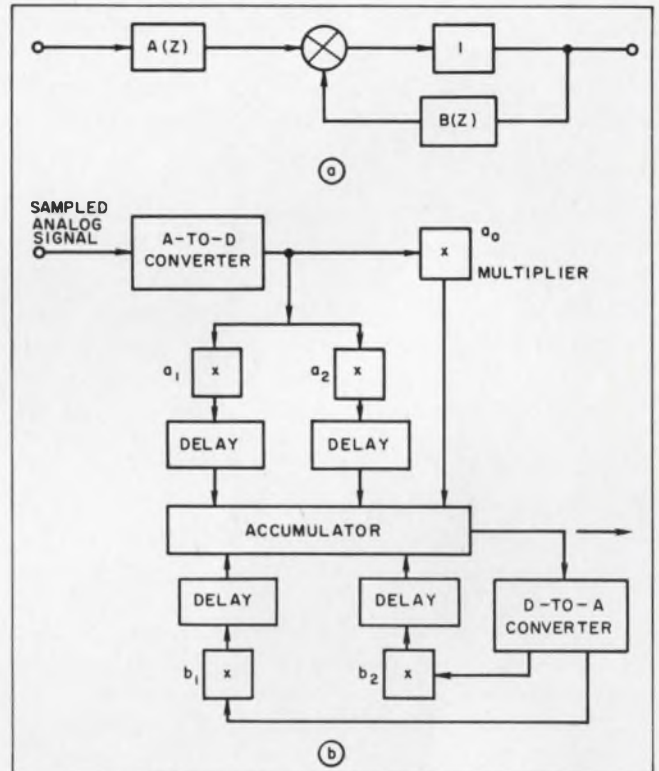 A(Z)
I
B(Z)
a
SAMPLED
ANALOG
SIGNAL
A-TO-D
CONVERTER
x
a₀
MULTIPLIER
a₁
x
a₂
x
DELAY
DELAY
ACCUMULATOR
DELAY
DELAY
D-TO-A
CONVERTER
b₁
x
b₂
x
b